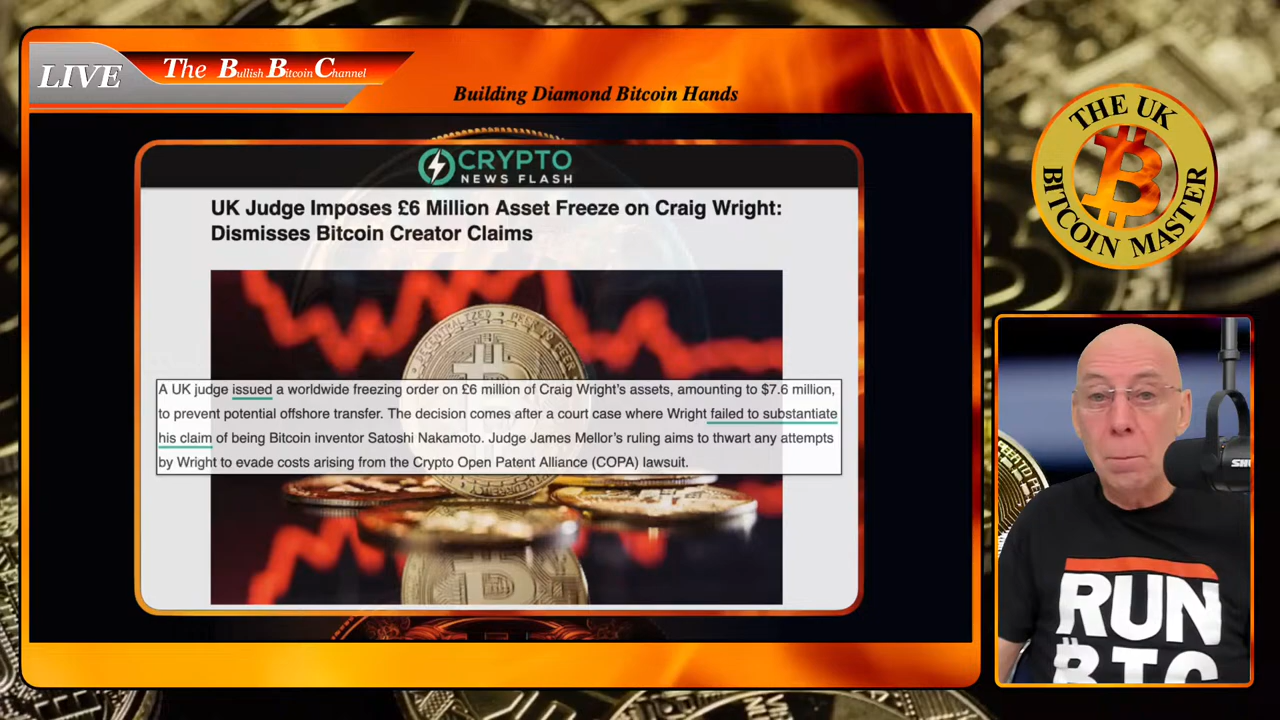 LIVE
The Bullish Bitcoin Channel
Building Diamond Bitcoin Hands
CRYPTO
NEWS FLASH
UK Judge Imposes £6 Million Asset Freeze on Craig Wright:
Dismisses Bitcoin Creator Claims
DECENTRALIZED PEER TO PEER
A UK judge issued a worldwide freezing order on £6 million of Craig Wright's assets, amounting to $7.6 million,
to prevent potential offshore transfer. The decision comes after a court case where Wright failed to substantiate
his claim of being Bitcoin inventor Satoshi Nakamoto. Judge James Mellor's ruling aims to thwart any attempts
by Wright to evade costs arising from the Crypto Open Patent Alliance (COPA) lawsuit.
THE UK
BITCOIN MASTER
RUN
BTC